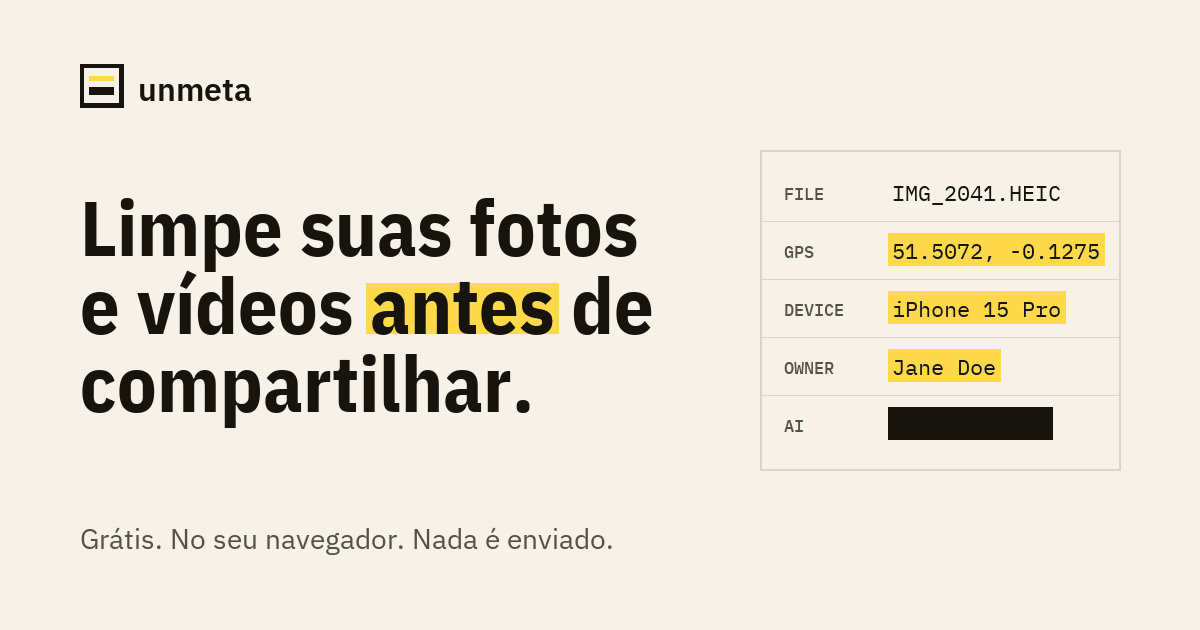 unmeta
Limpe suas fotos
e vídeos antes de
compartilhar.
FILE IMG_2041.HEIC
GPS 51.5072, -0.1275
DEVICE iPhone 15 Pro
OWNER Jane Doe
AI
Grátis. No seu navegador. Nada é enviado.